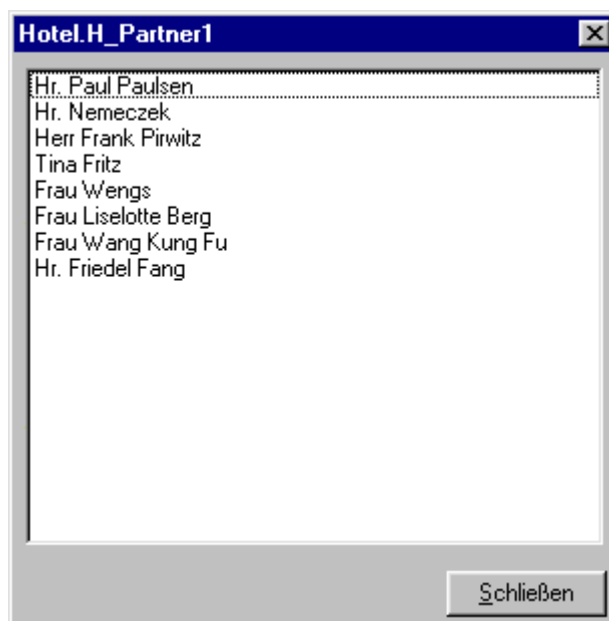 Hotel.H_Partner1
Hr. Paul Paulsen
Hr. Nemeczek
Herr Frank Pirwitz
Tina Fritz
Frau Wengs
Frau Liselotte Berg
Frau Wang Kung Fu
Hr. Friedel Fang
Schließen